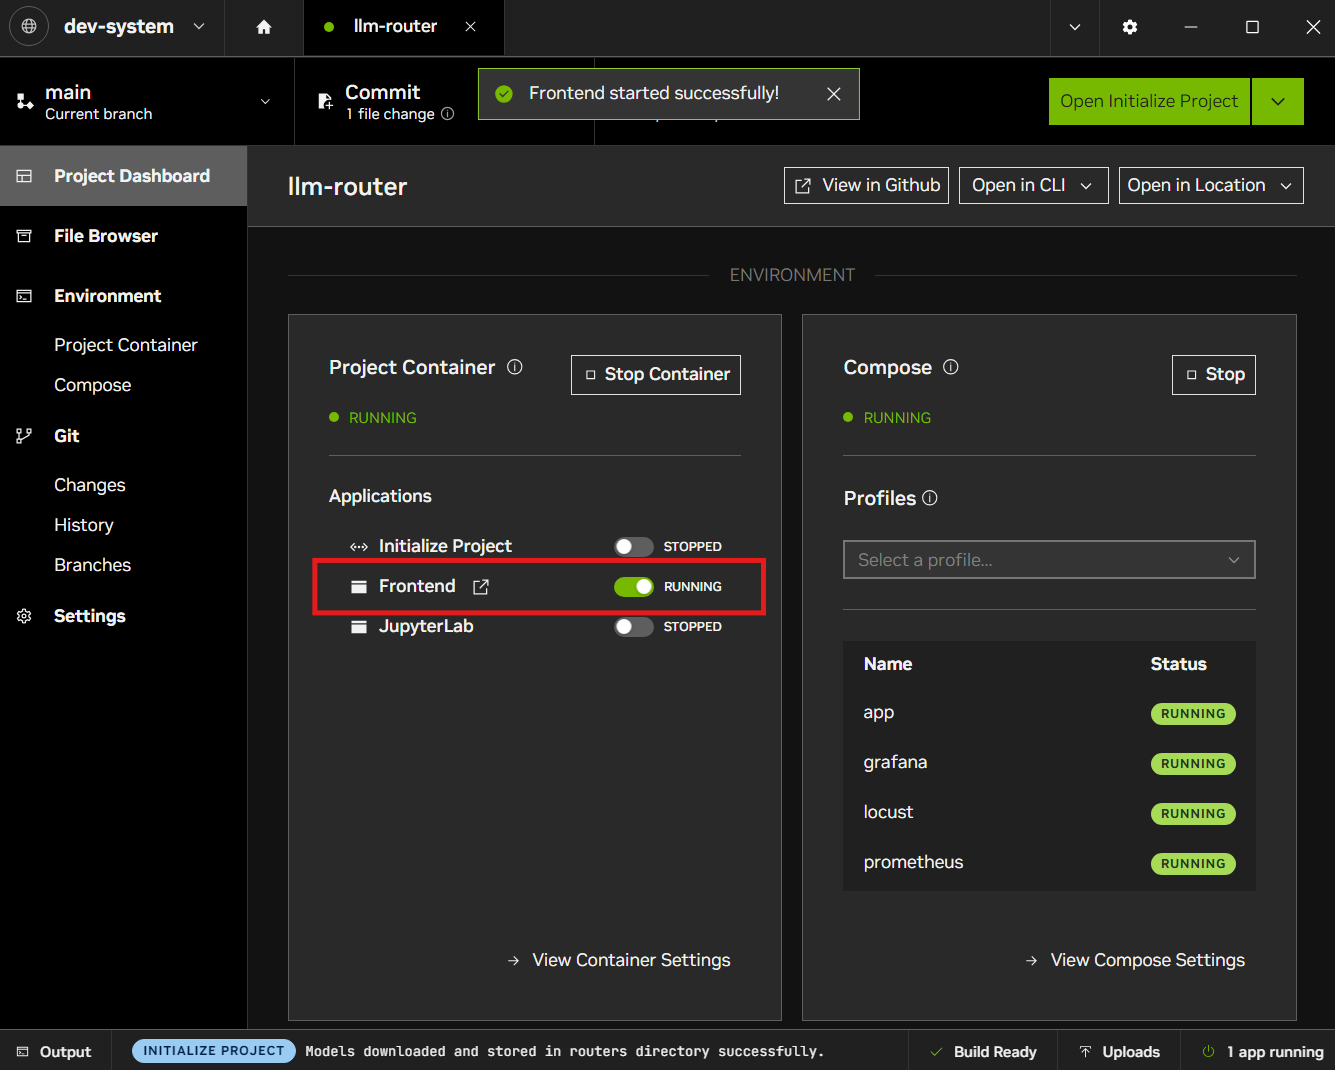 dev-system
llm-router
main
Current branch
Commit
1 file change
Frontend started successfully!
Open Initialize Project
Project Dashboard
File Browser
Environment
Project Container
Compose
Git
Changes
History
Branches
Settings
llm-router
View in Github
Open in CLI
Open in Location
ENVIRONMENT
Project Container
Stop Container
RUNNING
Applications
Initialize Project STOPPED
Frontend RUNNING
JupyterLab STOPPED
View Container Settings
Compose
Stop
RUNNING
Profiles
Select a profile...
Name Status
app RUNNING
grafana RUNNING
locust RUNNING
prometheus RUNNING
View Compose Settings
Output
INITIALIZE PROJECT Models downloaded and stored in routers directory successfully.
Build Ready
Uploads
1 app running